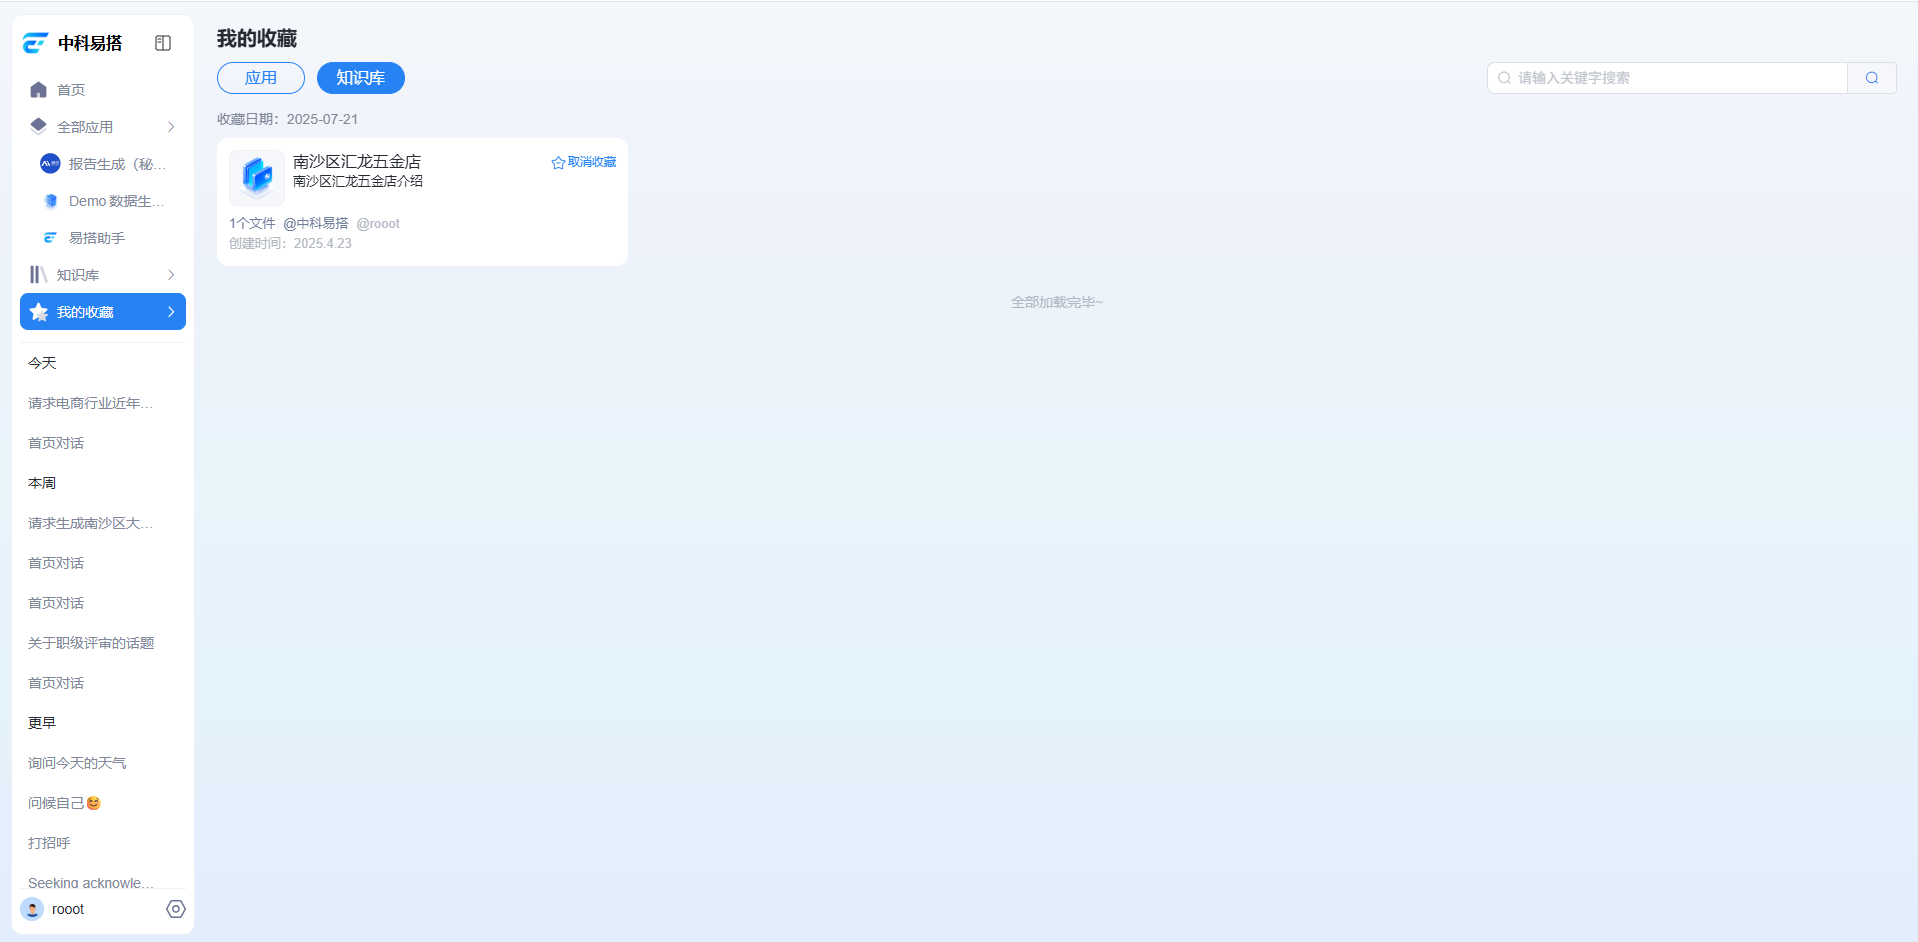 中科易搭
首页
全部应用
报告生成（秘...
Demo 数据生...
易搭助手
知识库
我的收藏
今天
请求电商行业近年...
首页对话
本周
请求生成南沙区大...
首页对话
首页对话
关于职级评审的话题
首页对话
更早
询问今天的天气
问候自己😊
打招呼
Seeking acknowle...
rooot
我的收藏
应用
知识库
请输入关键字搜索
收藏日期：2025-07-21
南沙区汇龙五金店
取消收藏
南沙区汇龙五金店介绍
1个文件 @中科易搭 @rooot
创建时间：2025.4.23
全部加载完毕~